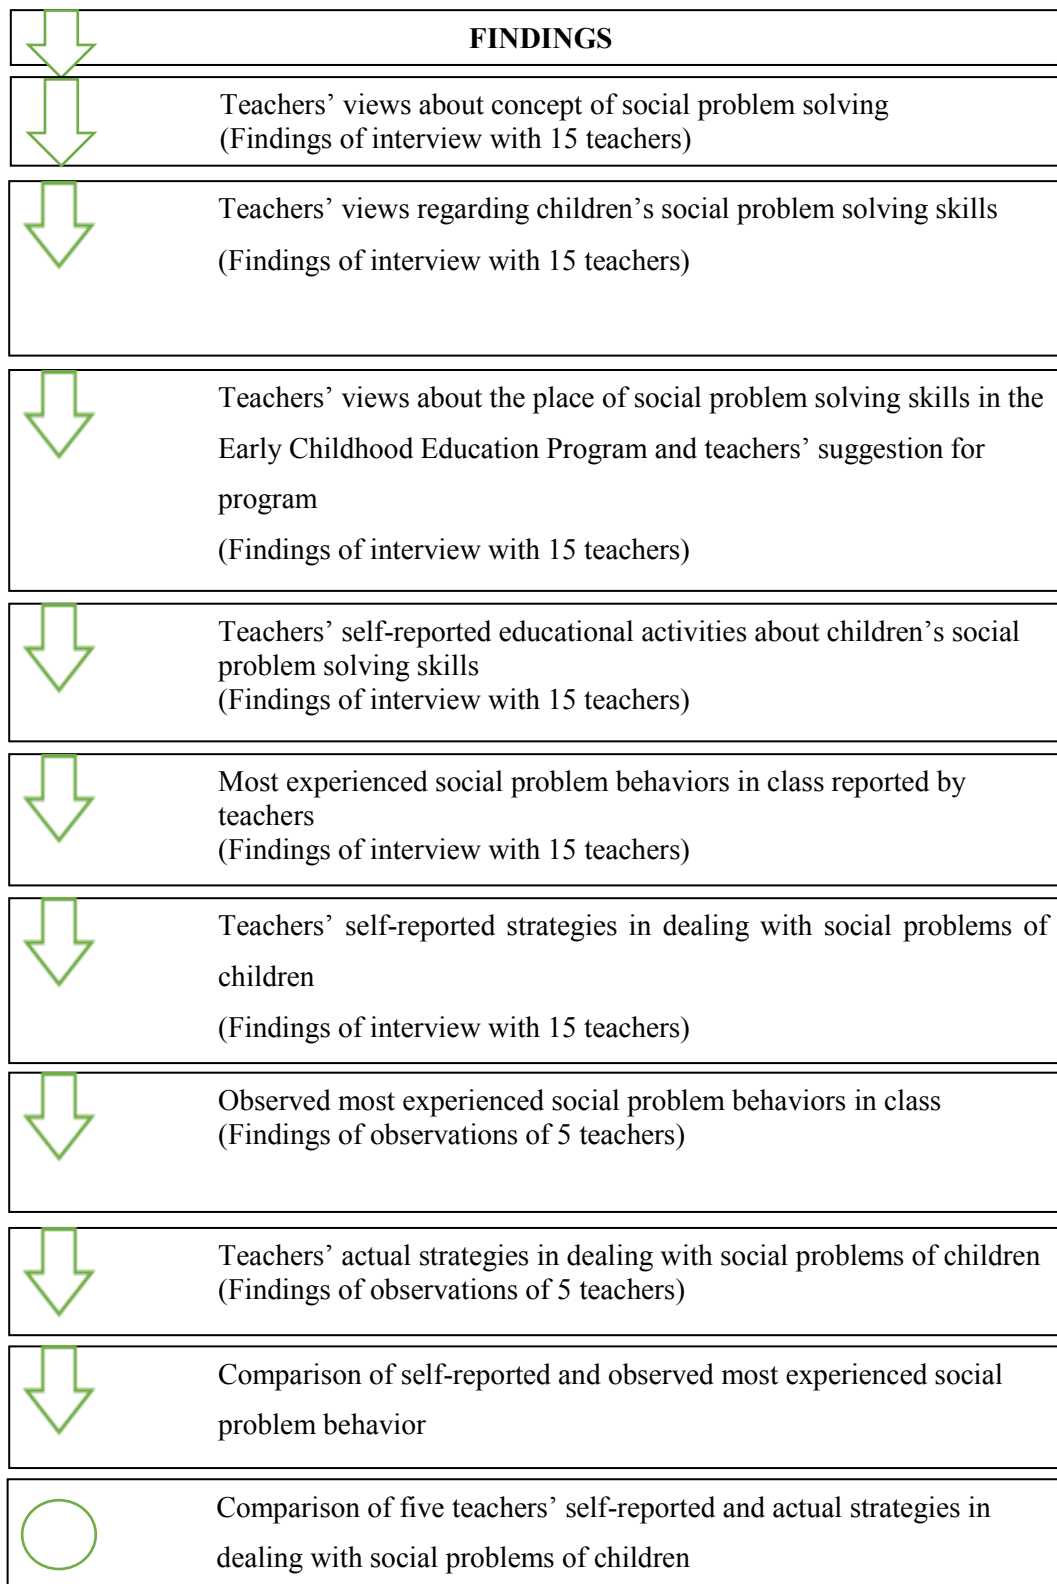 FINDINGS
Teachers’ views about concept of social problem solving
(Findings of interview with 15 teachers)
Teachers’ views regarding children’s social problem solving skills
(Findings of interview with 15 teachers)
Teachers’ views about the place of social problem solving skills in the
Early Childhood Education Program and teachers’ suggestion for
program
(Findings of interview with 15 teachers)
Teachers’ self-reported educational activities about children’s social
problem solving skills
(Findings of interview with 15 teachers)
Most experienced social problem behaviors in class reported by
teachers
(Findings of interview with 15 teachers)
Teachers’ self-reported strategies in dealing with social problems of
children
(Findings of interview with 15 teachers)
Observed most experienced social problem behaviors in class
(Findings of observations of 5 teachers)
Teachers’ actual strategies in dealing with social problems of children
(Findings of observations of 5 teachers)
Comparison of self-reported and observed most experienced social
problem behavior
Comparison of five teachers’ self-reported and actual strategies in
dealing with social problems of children